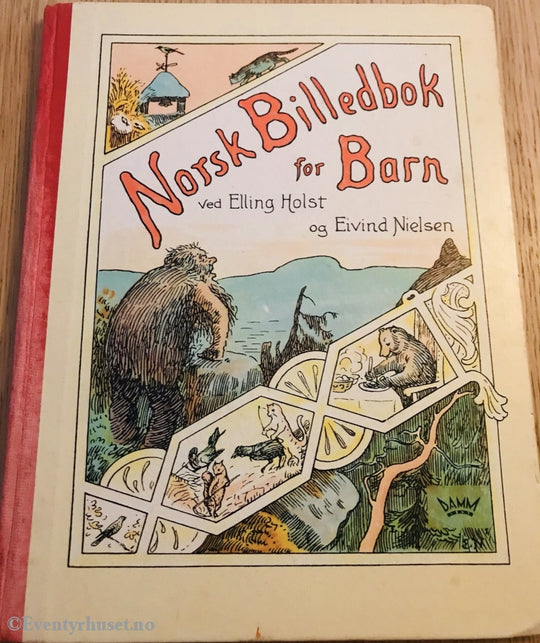 Norsk Billedbok
for Barn
ved Elling Holst
og Eivind Nielsen
DAMM
E.N
©Eventyrhuset.no